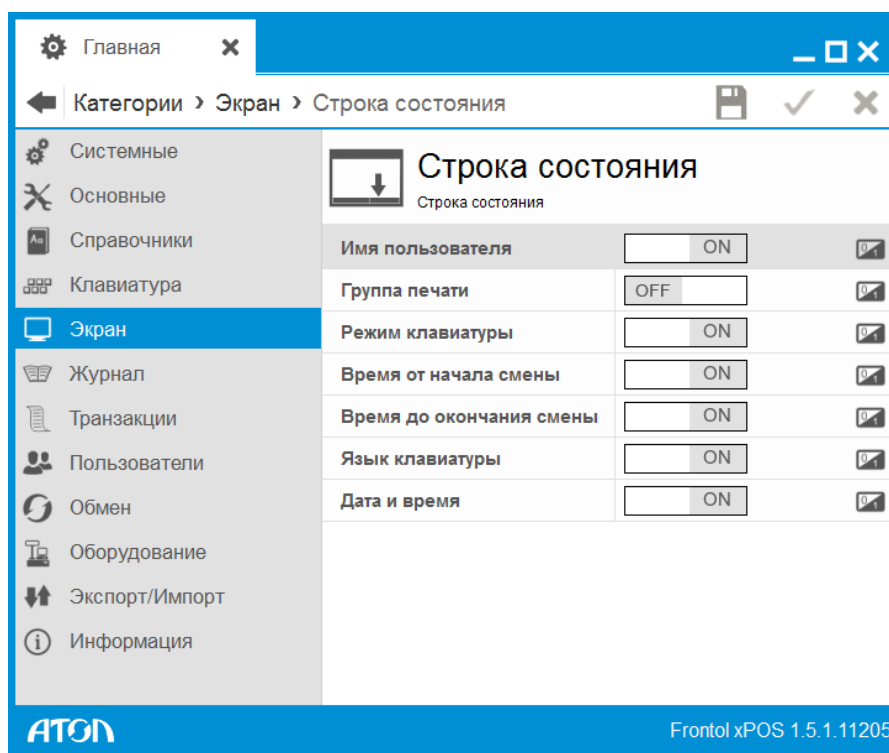 Главная
Категории › Экран › Строка состояния
Системные
Основные
Справочники
Клавиатура
Экран
Журнал
Транзакции
Пользователи
Обмен
Оборудование
Экспорт/Импорт
Информация
Строка состояния
Строка состояния
Имя пользователя ON
Группа печати OFF
Режим клавиатуры ON
Время от начала смены ON
Время до окончания смены ON
Язык клавиатуры ON
Дата и время ON
ATOL
Frontol xPOS 1.5.1.11205